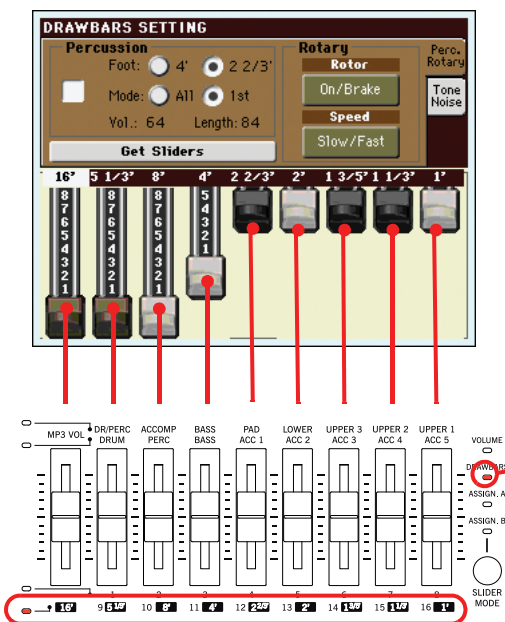 DRAWBARS SETTING
Percussion
Rotary
Perc. Rotary
Foot: 4' 2 2/3'
Rotor
Mode: All 1st
On/Brake
Tone Noise
Vol.: 64 Length: 84
Speed
Get Sliders
Slow/Fast
16' 5 1/3' 8' 4' 2 2/3' 2' 1 3/5' 1 1/3' 1'
8 8 8 5
7 7 7 4
6 6 6 3
5 5 5 2
4 4 4 1
3 3 3
2 2 2
1 1 1
MP3 VOL DR/PERC ACCOMP BASS PAD LOWER UPPER 3 UPPER 2 UPPER 1
DRUM PERC BASS ACC 1 ACC 2 ACC 3 ACC 4 ACC 5
VOLUME
DRAWBARS
ASSIGN. A
ASSIGN. B
SLIDER MODE
1 2 3 4 5 6 7 8
16' 9 5 1/3' 10 8' 11 4' 12 2 2/3' 13 2' 14 1 3/5' 15 1 1/3' 16 1'